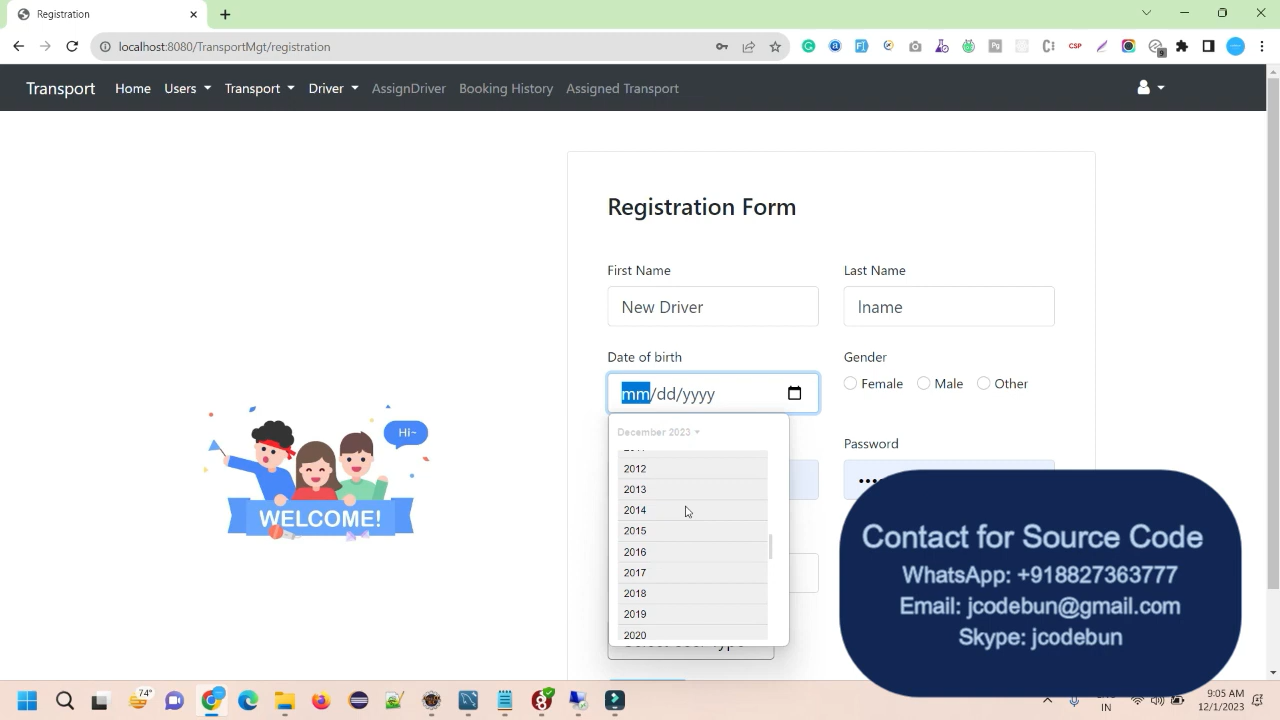 Registration
localhost:8080/TransportMgt/registration
Transport Home Users Transport Driver AssignDriver Booking History Assigned Transport
Registration Form
First Name Last Name
New Driver lname
Date of birth Gender
mm/dd/yyyy Female Male Other
December 2023
Password
2012
2013
2014
2015
2016
2017
2018
2019
2020
Hi~
WELCOME!
Contact for Source Code
WhatsApp: +918827363777
Email: jcodebun@gmail.com
Skype: jcodebun
74°
IN
9:05 AM
12/1/2023